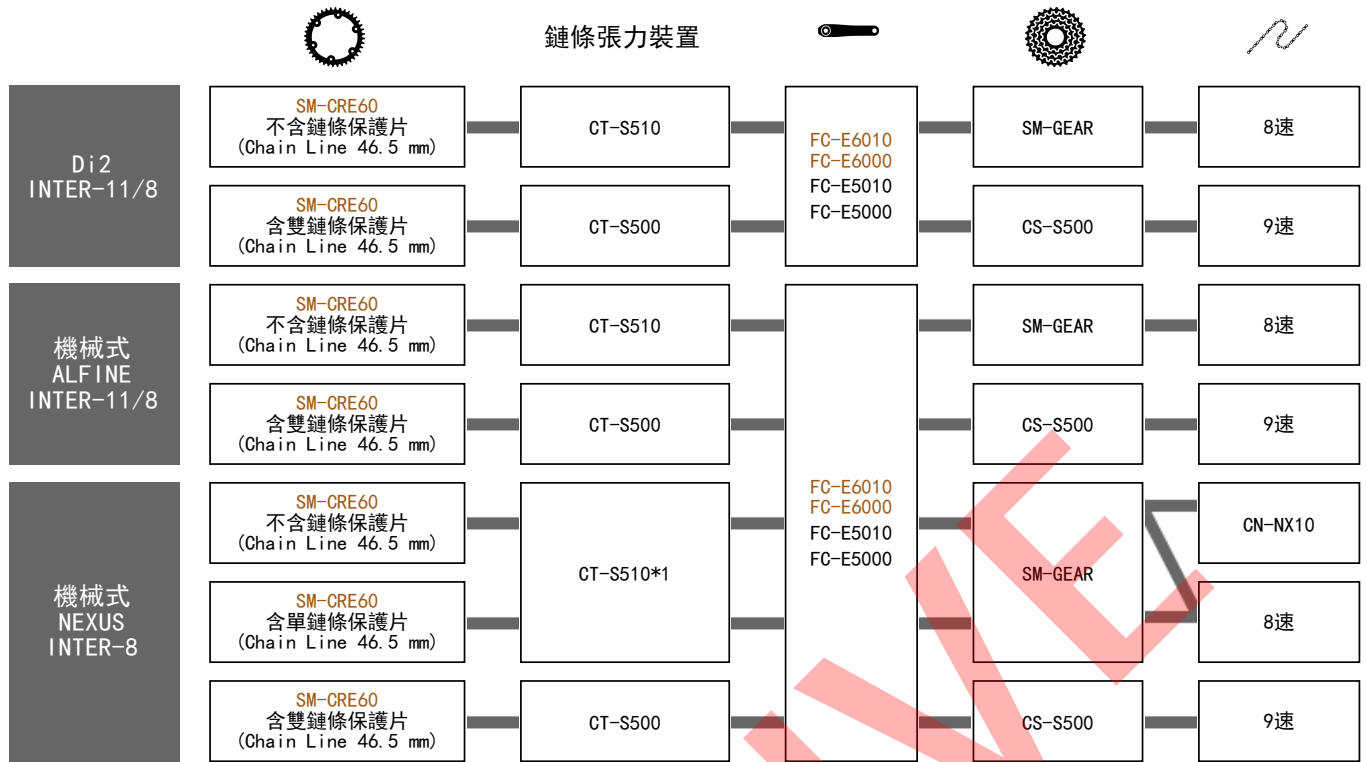 鏈條張力裝置
Di2
INTER-11/8
SM-CRE60
不含鏈條保護片
(Chain Line 46.5 mm)
CT-S510
FC-E6010
FC-E6000
FC-E5010
FC-E5000
SM-GEAR
8速
SM-CRE60
含雙鏈條保護片
(Chain Line 46.5 mm)
CT-S500
CS-S500
9速
機械式
ALFINE
INTER-11/8
SM-CRE60
不含鏈條保護片
(Chain Line 46.5 mm)
CT-S510
SM-GEAR
8速
SM-CRE60
含雙鏈條保護片
(Chain Line 46.5 mm)
CT-S500
CS-S500
9速
機械式
NEXUS
INTER-8
SM-CRE60
不含鏈條保護片
(Chain Line 46.5 mm)
CT-S510*1
FC-E6010
FC-E6000
FC-E5010
FC-E5000
SM-GEAR
CN-NX10
SM-CRE60
含單鏈條保護片
(Chain Line 46.5 mm)
8速
SM-CRE60
含雙鏈條保護片
(Chain Line 46.5 mm)
CT-S500
CS-S500
9速
VE